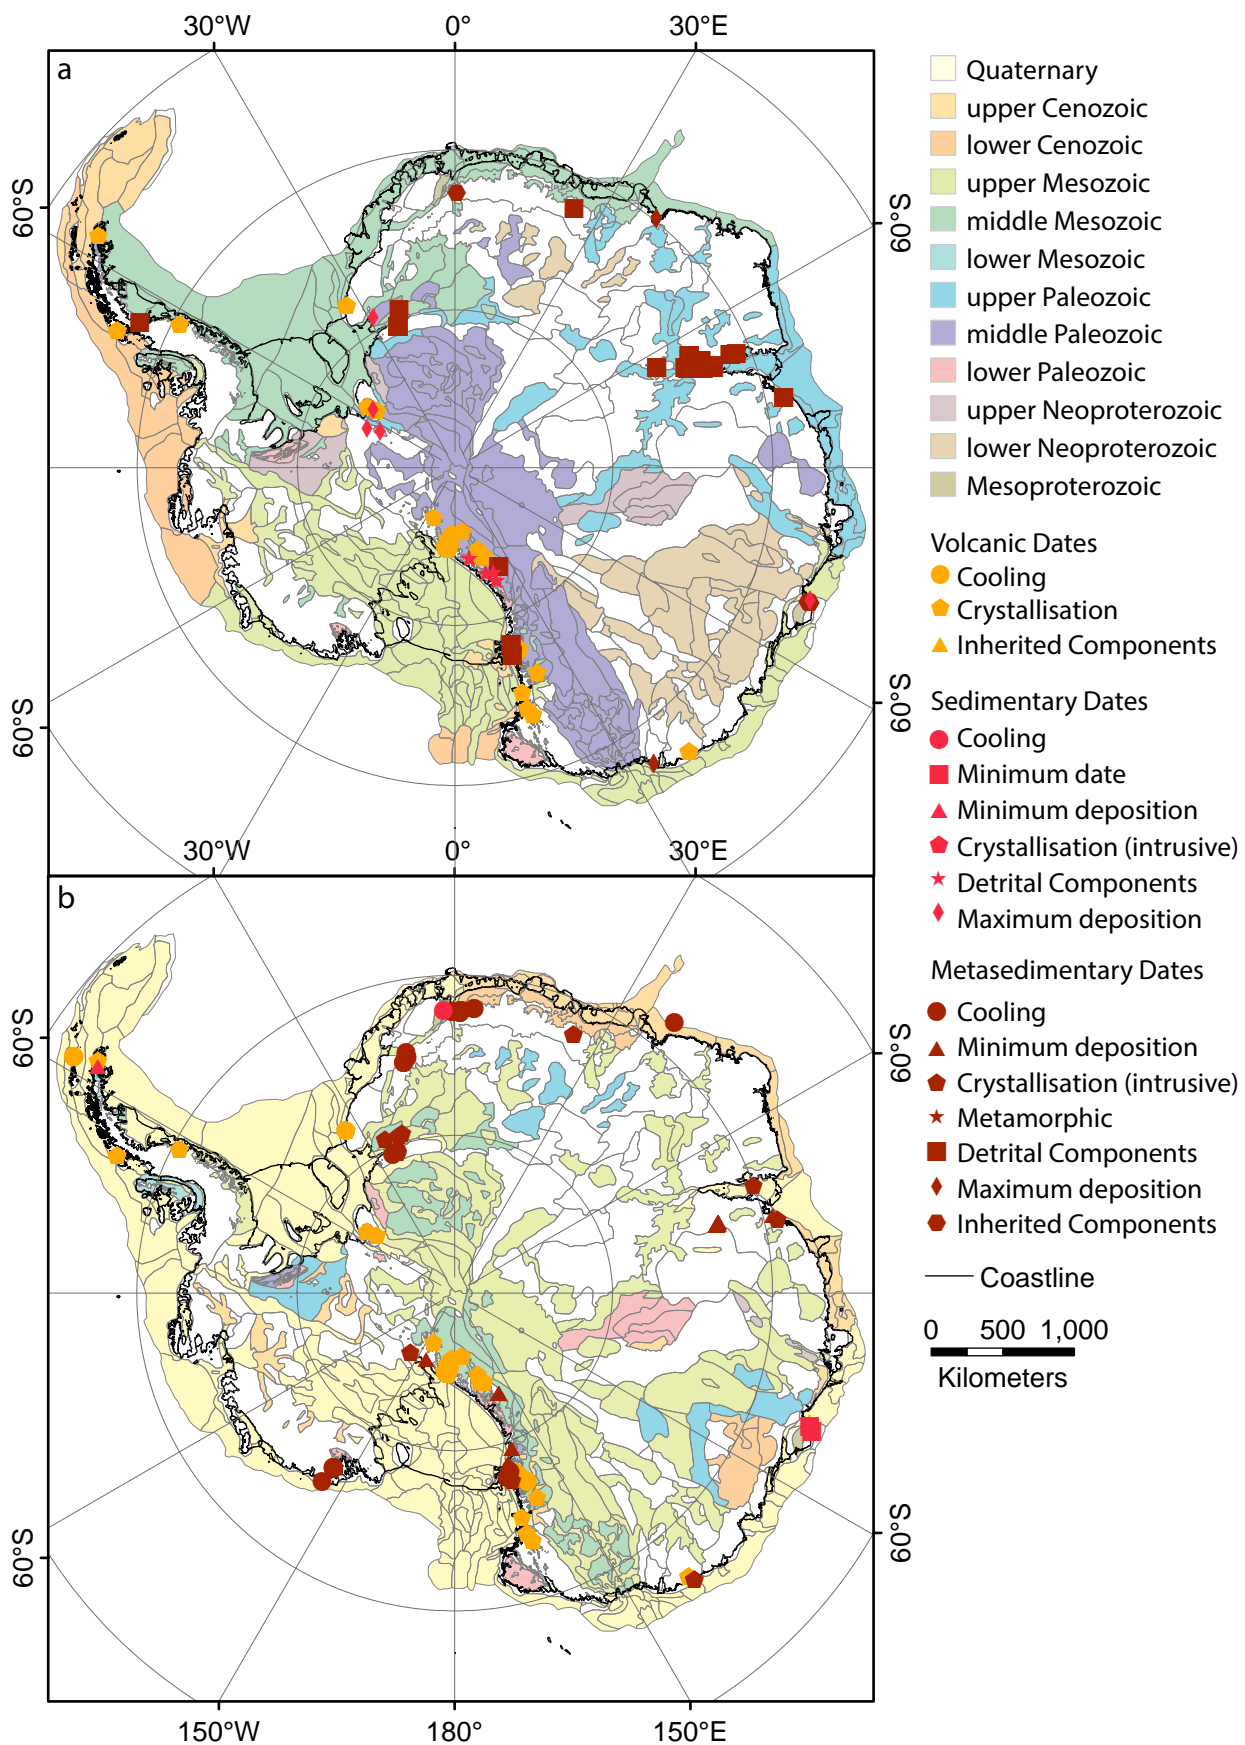 30°W
0°
30°E
a
60°S
60°S
60°S
60°S
30°W
0°
30°E
b
60°S
60°S
60°S
60°S
150°W
180°
150°E
Quaternary
upper Cenozoic
lower Cenozoic
upper Mesozoic
middle Mesozoic
lower Mesozoic
upper Paleozoic
middle Paleozoic
lower Paleozoic
upper Neoproterozoic
lower Neoproterozoic
Mesoproterozoic
Volcanic Dates
Cooling
Crystallisation
Inherited Components
Sedimentary Dates
Cooling
Minimum date
Minimum deposition
Crystallisation (intrusive)
Detrital Components
Maximum deposition
Metasedimentary Dates
Cooling
Minimum deposition
Crystallisation (intrusive)
Metamorphic
Detrital Components
Maximum deposition
Inherited Components
Coastline
0 500 1,000
Kilometers